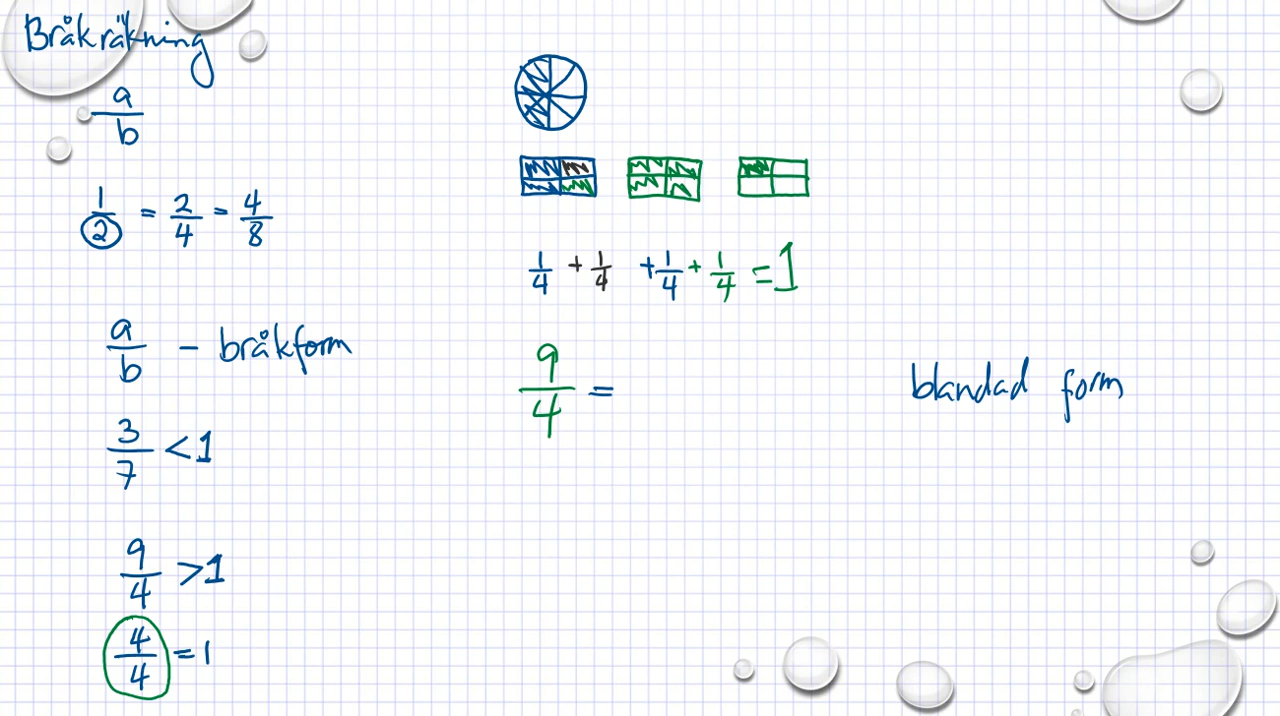 Bråkräkning
a/b
1/2 = 2/4 = 4/8
a/b - bråkform
3/7 < 1
9/4 > 1
4/4 = 1
1/4 + 1/4 + 1/4 + 1/4 = 1
9/4 =
blandad form